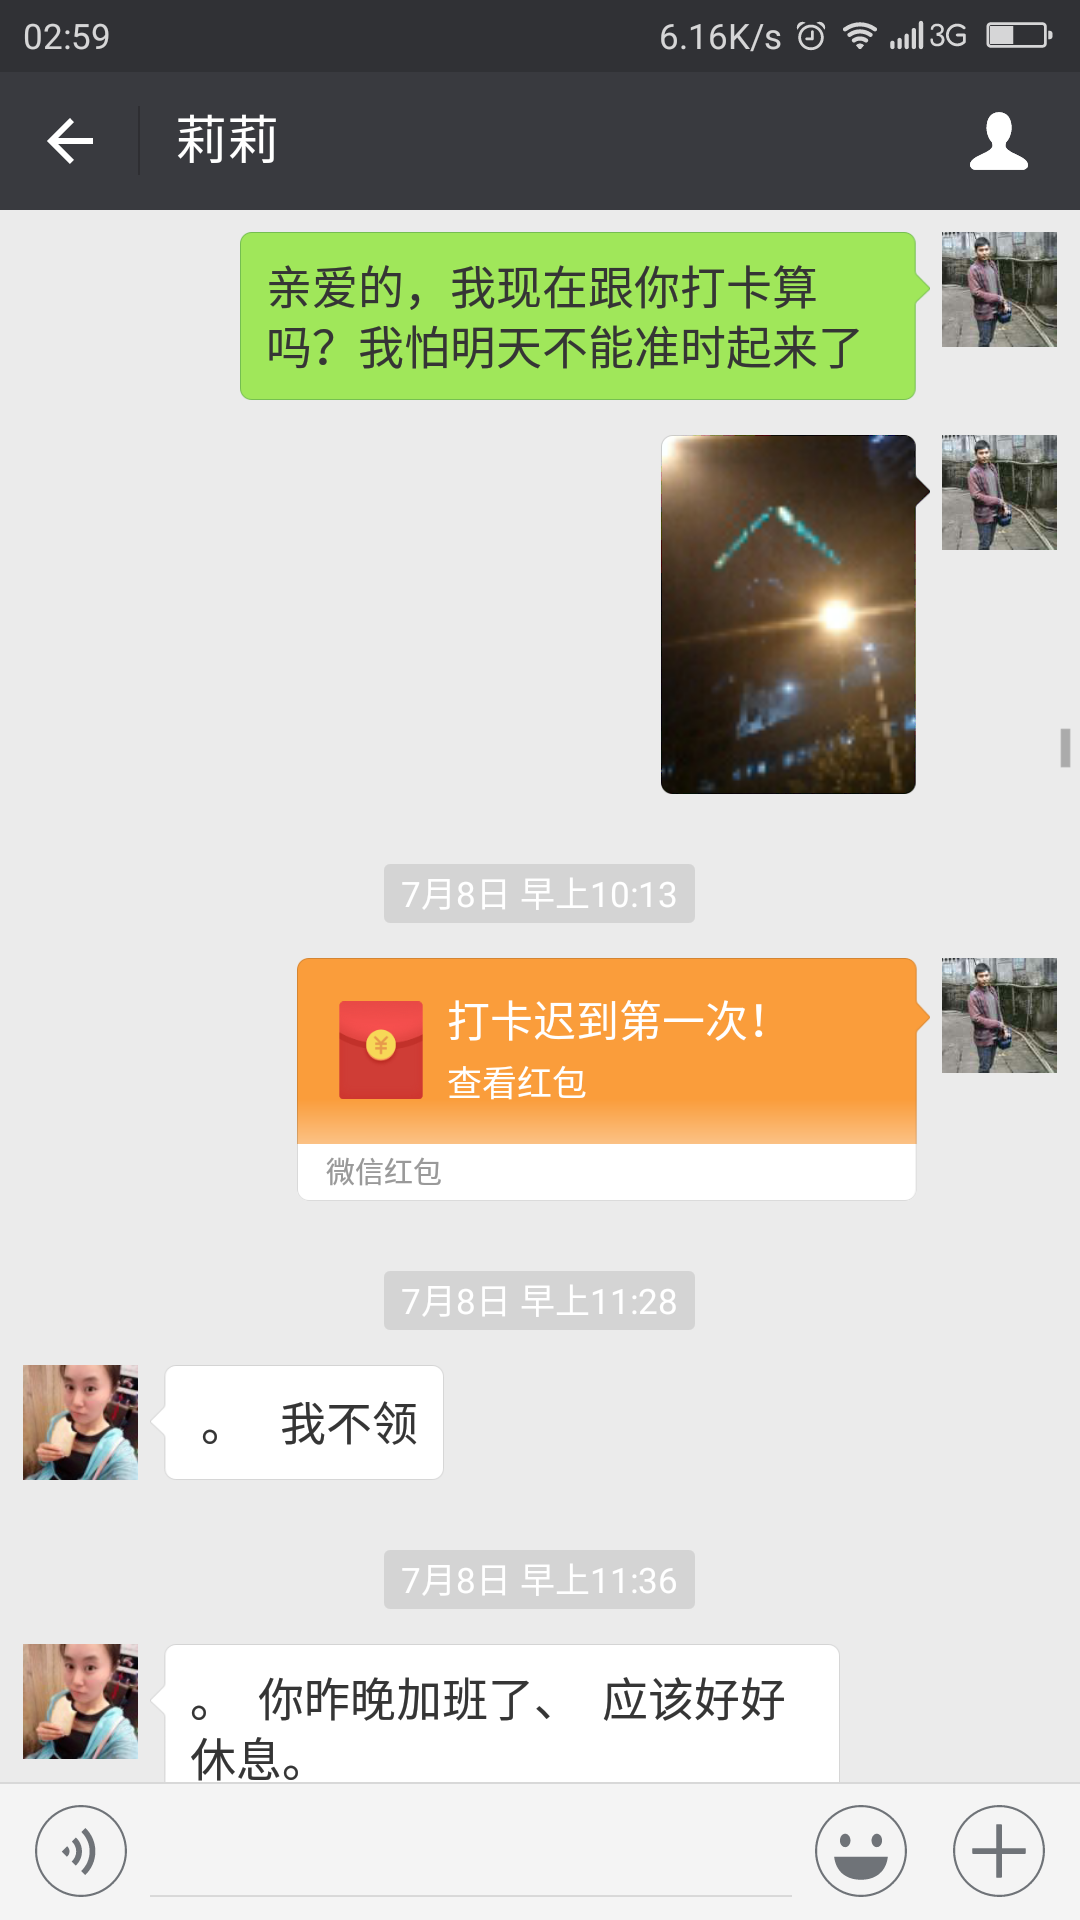 02:59
6.16K/s
3G
莉莉
亲爱的，我现在跟你打卡算
吗？我怕明天不能准时起来了
7月8日 早上10:13
打卡迟到第一次！
查看红包
微信红包
7月8日 早上11:28
。 我不领
7月8日 早上11:36
。 你昨晚加班了、 应该好好
休息。